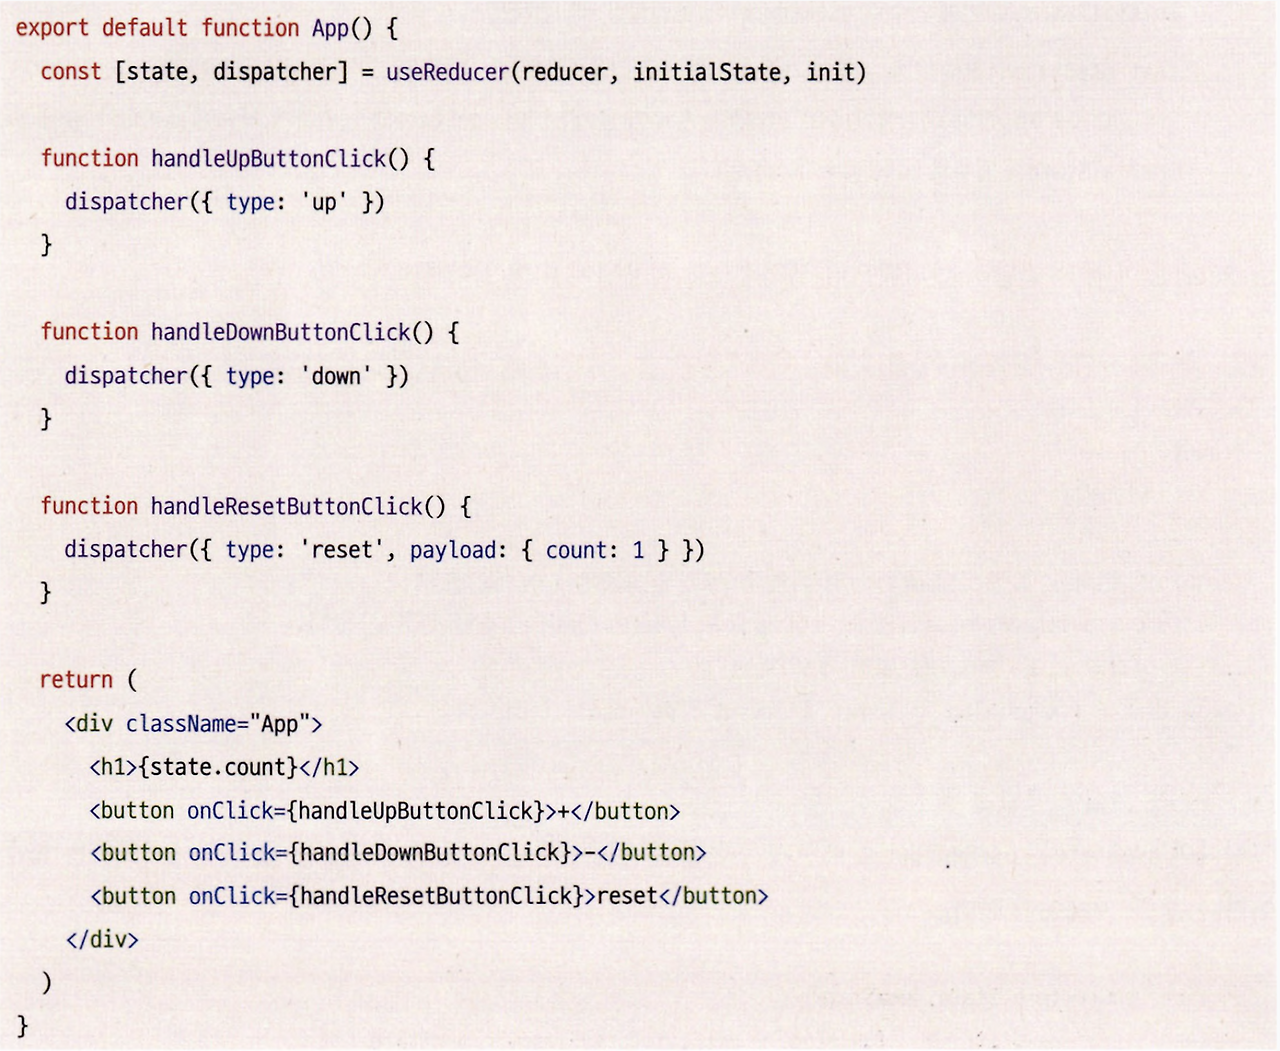 export default function App() {
  const [state, dispatcher] = useReducer(reducer, initialState, init)

  function handleUpButtonClick() {
    dispatcher({ type: 'up' })
  }

  function handleDownButtonClick() {
    dispatcher({ type: 'down' })
  }

  function handleResetButtonClick() {
    dispatcher({ type: 'reset', payload: { count: 1 } })
  }

  return (
    <div className="App">
      <h1>{state.count}</h1>
      <button onClick={handleUpButtonClick}>+</button>
      <button onClick={handleDownButtonClick}>-</button>
      <button onClick={handleResetButtonClick}>reset</button>
    </div>
  )
}